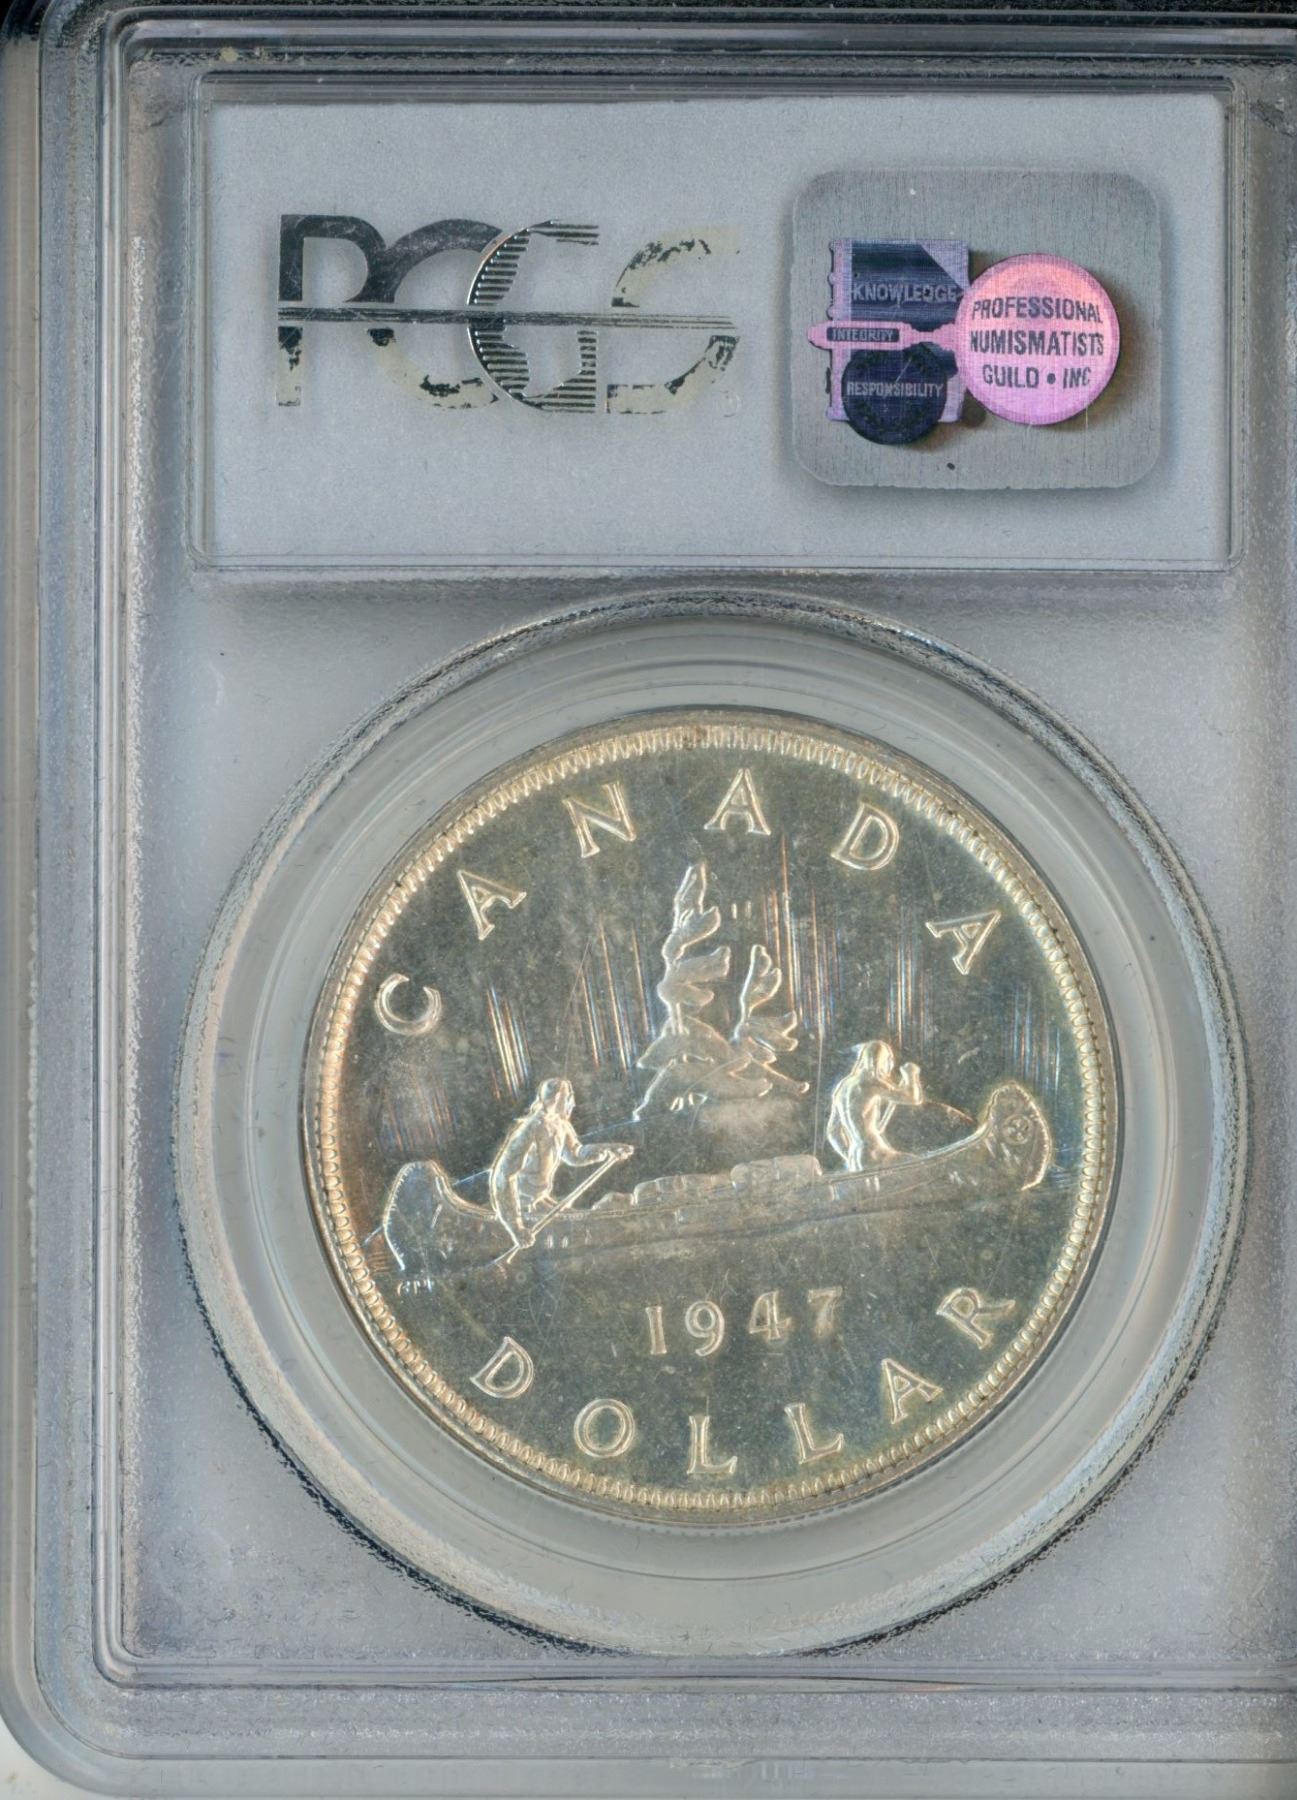 PCGS
KNOWLEDGE
INTEGRITY
RESPONSIBILITY
PROFESSIONAL
NUMISMATISTS
GUILD • INC
CANADA
1947
DOLLAR